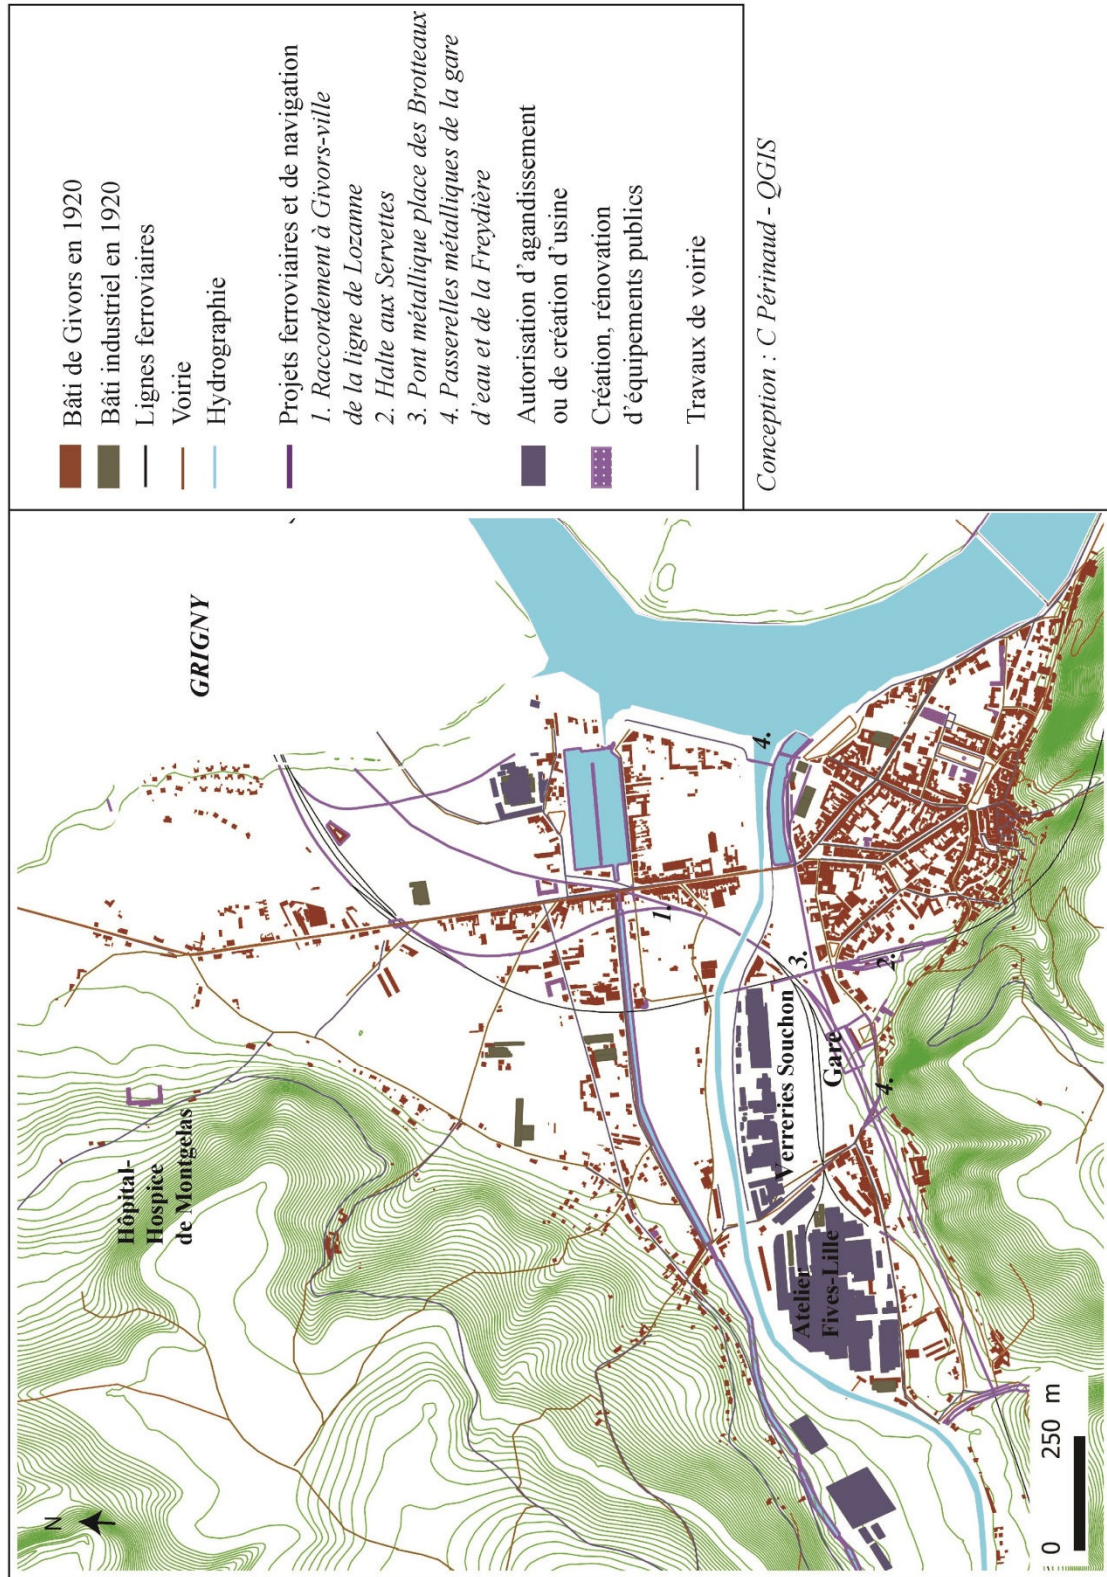 Bâti de Givors en 1920
Bâti industriel en 1920
Lignes ferroviaires
Voirie
Hydrographie
Projets ferroviaires et de navigation
1. Raccordement à Givors-ville
de la ligne de Lozanne
2. Halte aux Servettes
3. Pont métallique place des Brotteaux
4. Passerelles métalliques de la gare
d'eau et de la Freydière
Autorisation d'agandissement
ou de création d'usine
Création, rénovation
d'équipements publics
Travaux de voirie
Conception : C Périnaud - QGIS
N
GRIGNY
Hôpital-
Hospice
de Montgelas
1.
4.
3.
2.
Verreries Souchon
Gare
4.
Atelier
Fives-Lille
0 250 m